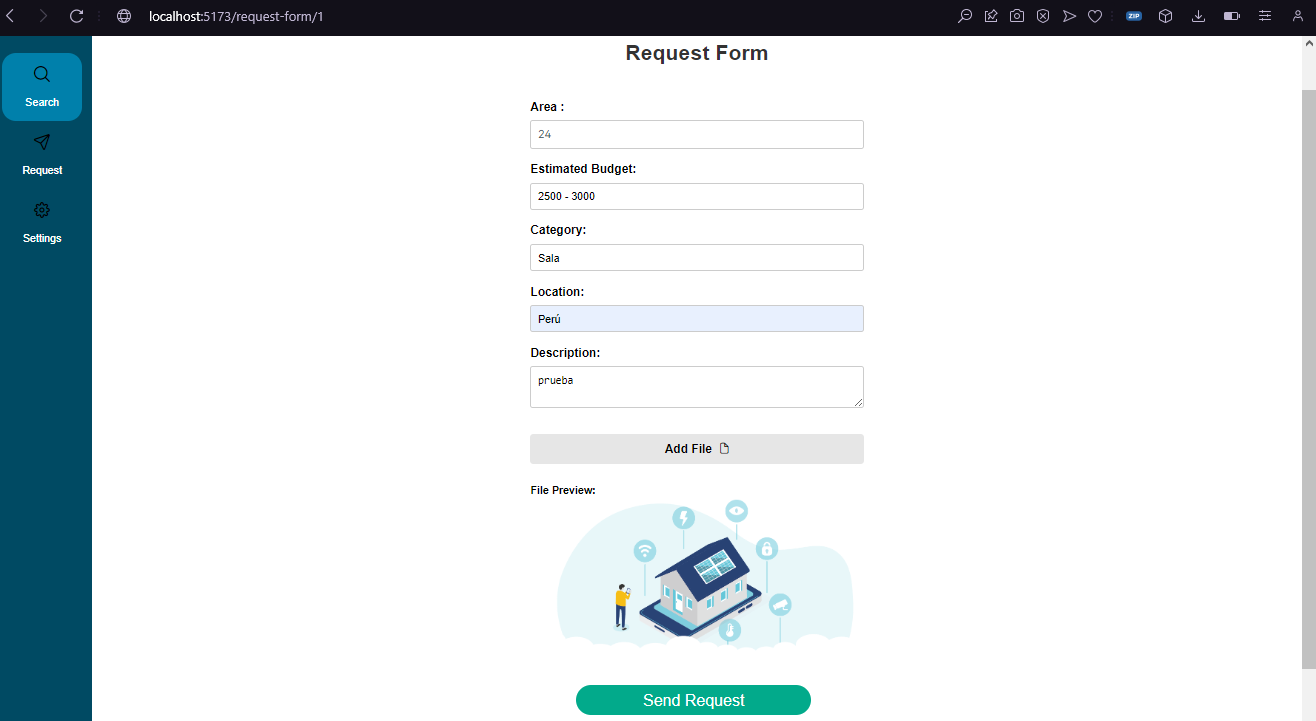 localhost:5173/request-form/1
ZIP
Search
Request
Settings
Request Form
Area :
24
Estimated Budget:
2500 - 3000
Category:
Sala
Location:
Perú
Description:
prueba
Add File
File Preview:
Send Request